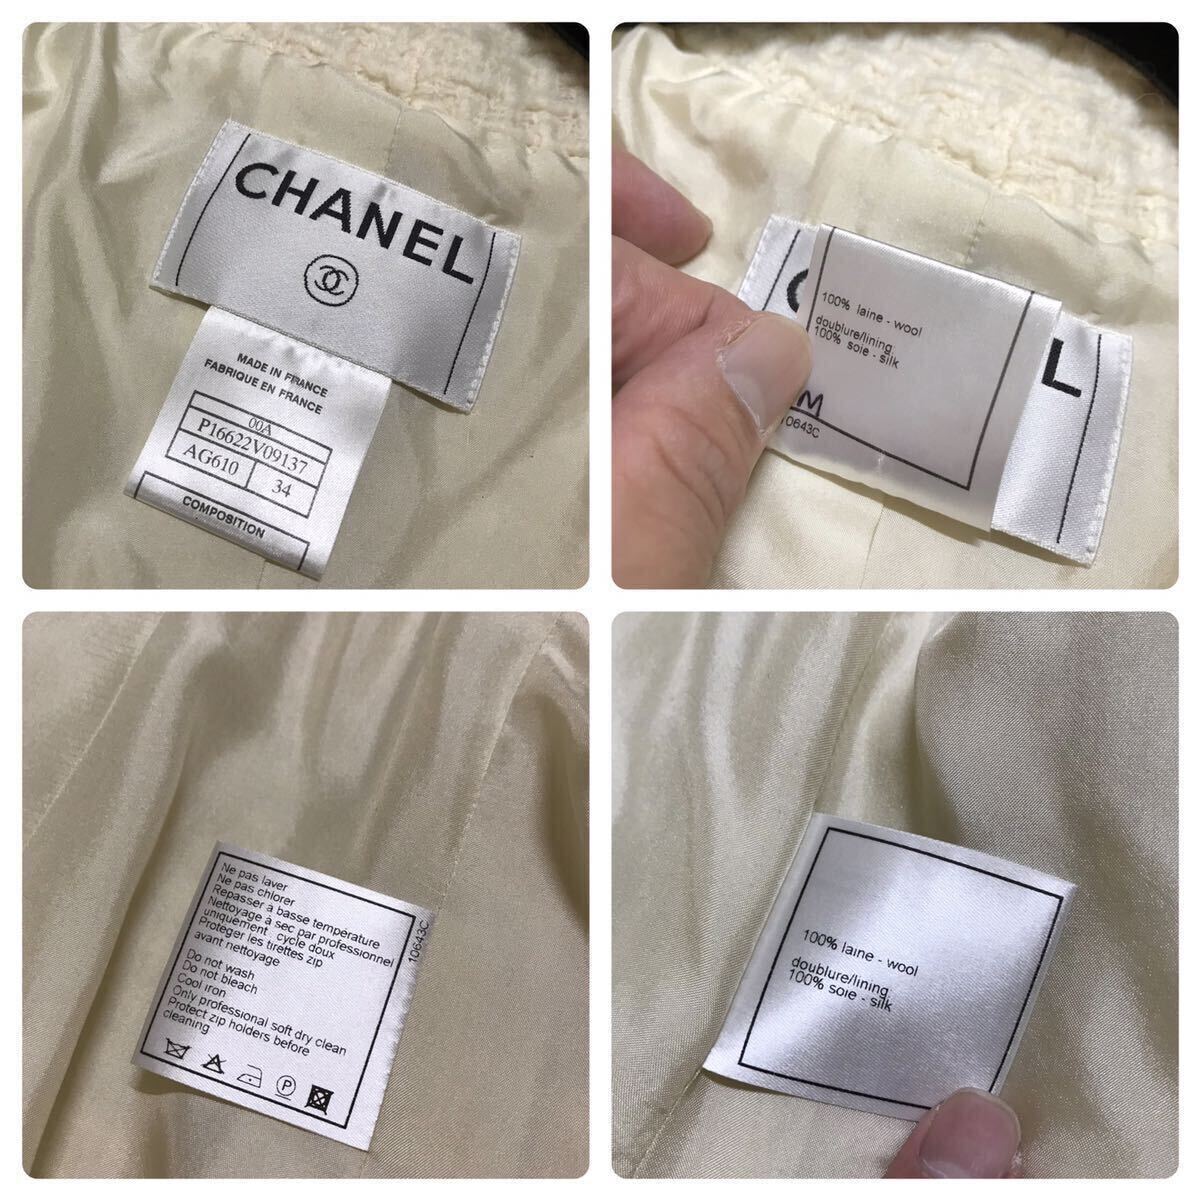 CHANEL
MADE IN FRANCE
FABRIQUE EN FRANCE
00A
P16622V09137
AG610
34
COMPOSITION
L
100% laine - wool
doublure/lining
100% soie - silk
10643C
Ne pas laver
Ne pas chlorer
Repasser à basse température
Nettoyage à sec par professionnel
uniquement cycle doux
Proteger les tirettes zip
avant nettoyage
Do not wash
Do not bleach
Cool iron
Only professional soft dry clean
Protect zip holders before
cleaning
P
10643C
100% laine - wool
doublure/lining
100% soie - silk